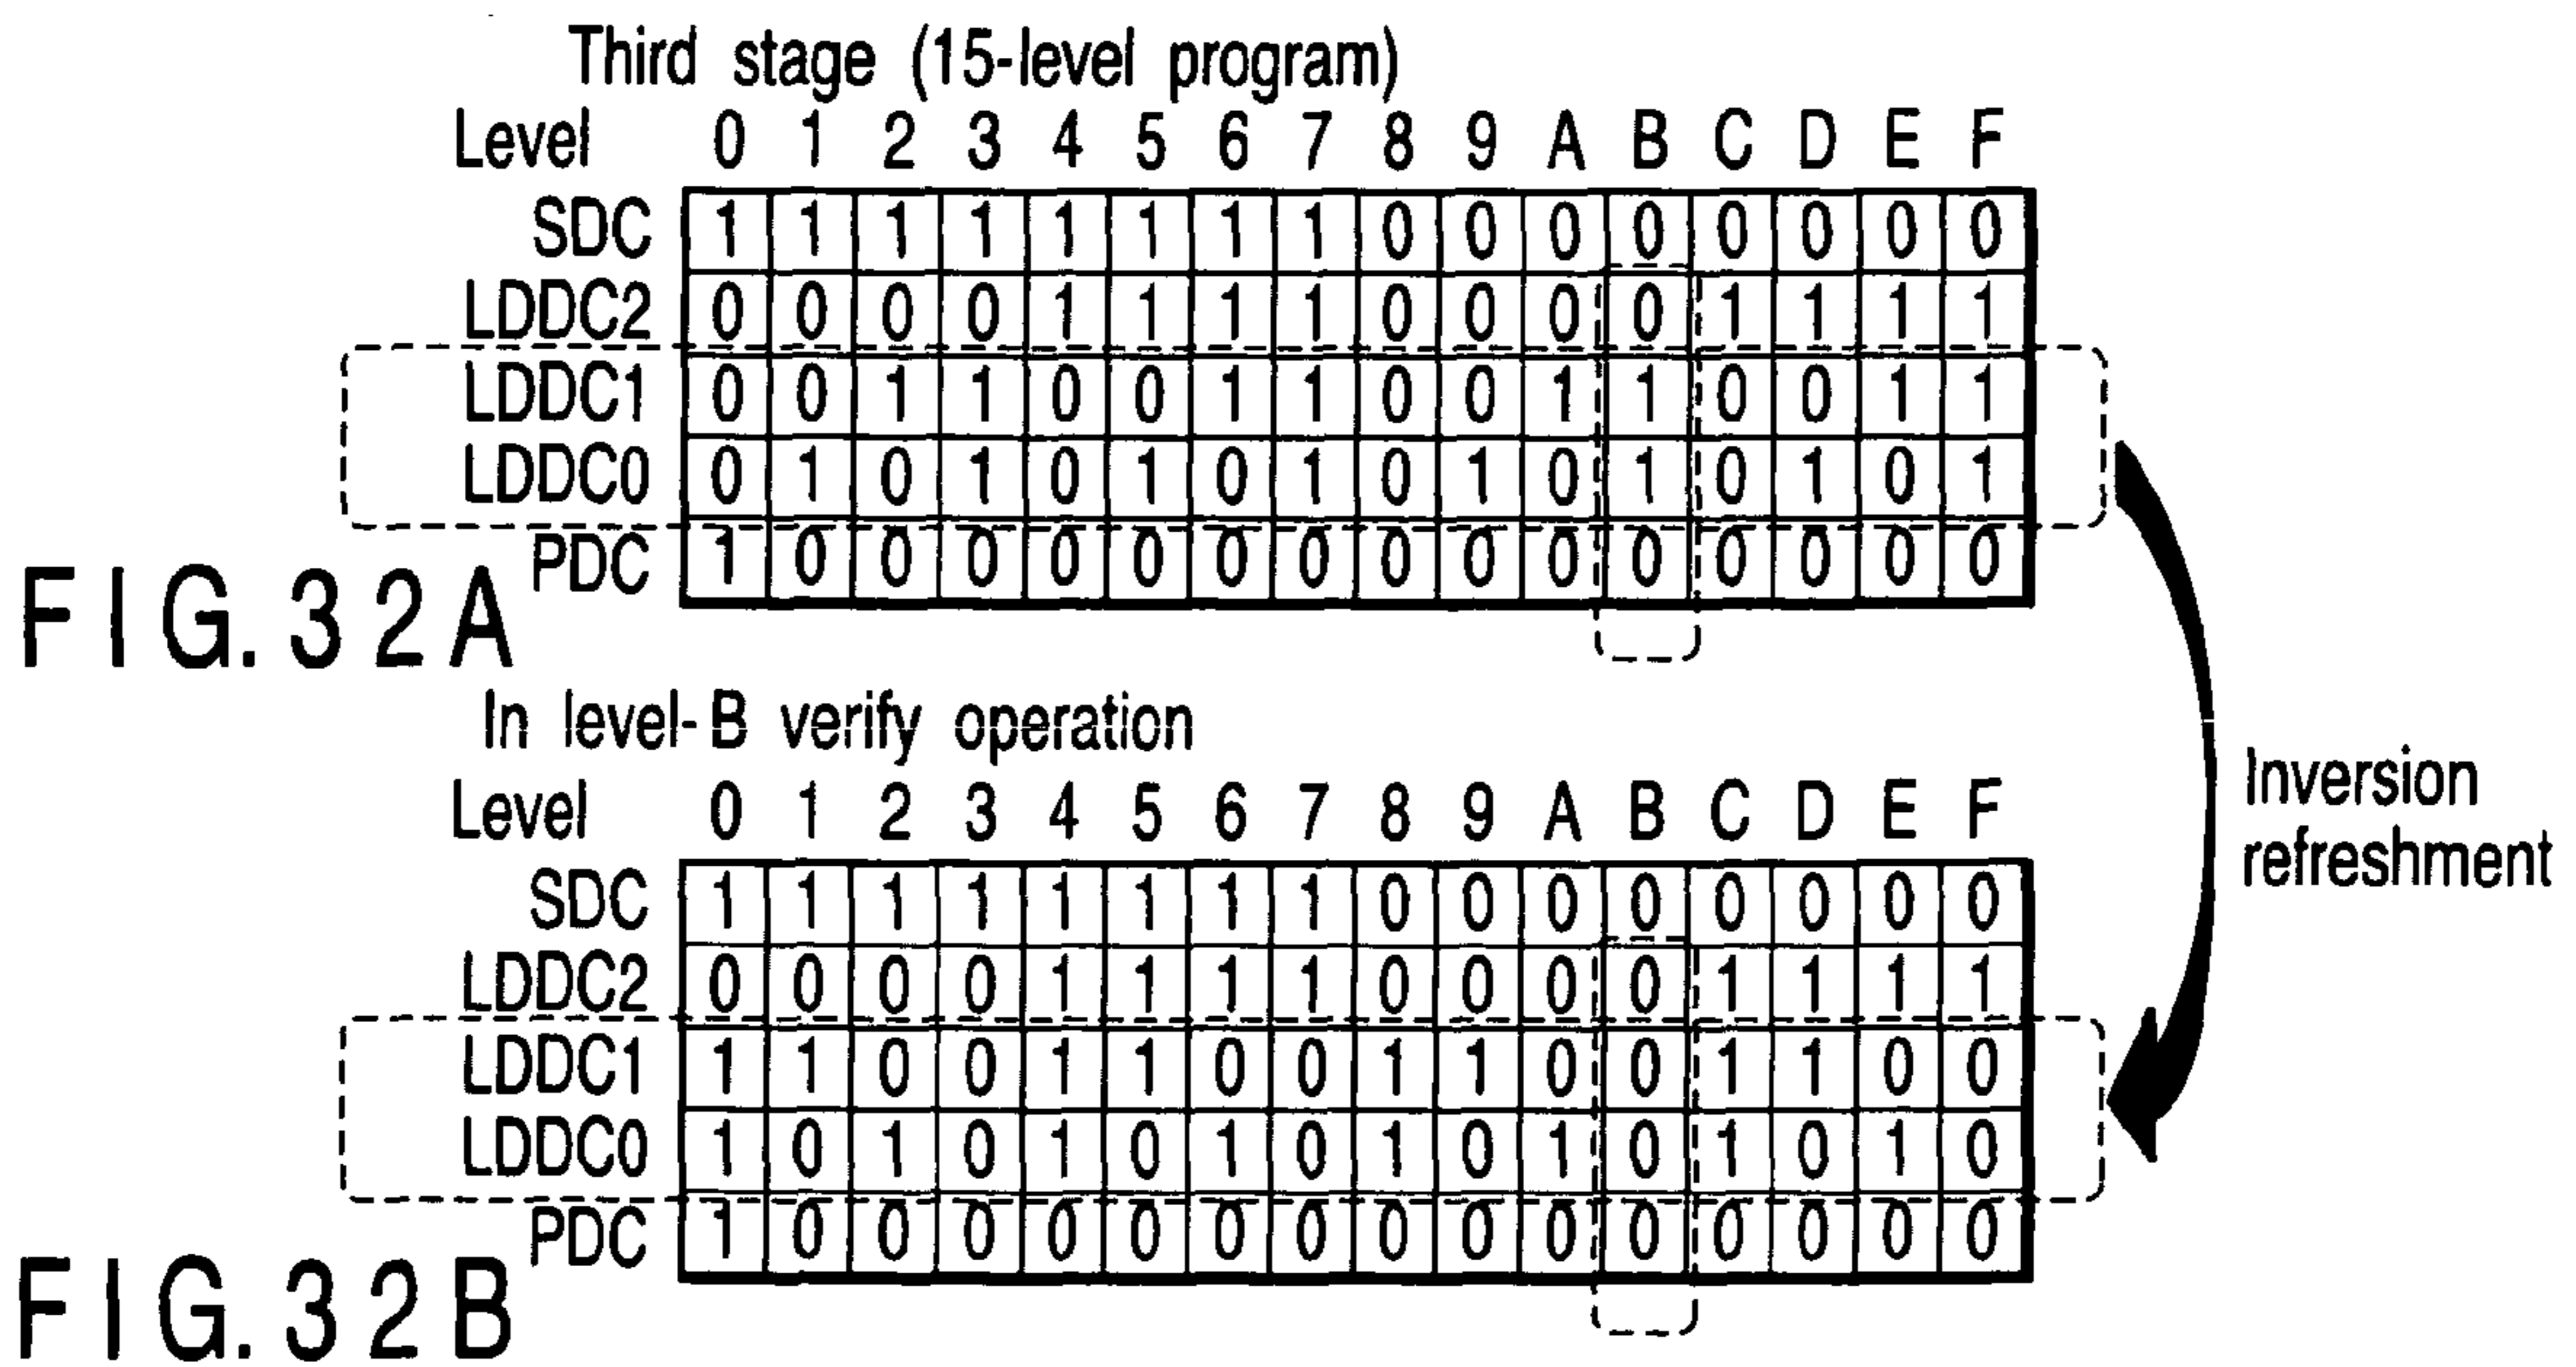 Third stage (15-level program)
Level 0 1 2 3 4 5 6 7 8 9 A B C D E F
SDC 1 1 1 1 1 1 1 1 0 0 0 0 0 0 0 0
LDDC2 0 0 0 0 1 1 1 1 0 0 0 0 1 1 1 1
LDDC1 0 0 1 1 0 0 1 1 0 0 1 1 0 0 1 1
LDDC0 0 1 0 1 0 1 0 1 0 1 0 1 0 1 0 1
PDC 1 0 0 0 0 0 0 0 0 0 0 0 0 0 0 0
FIG. 32A
In level-B verify operation
Level 0 1 2 3 4 5 6 7 8 9 A B C D E F
SDC 1 1 1 1 1 1 1 1 0 0 0 0 0 0 0 0
LDDC2 0 0 0 0 1 1 1 1 0 0 0 0 1 1 1 1
LDDC1 1 1 0 0 1 1 0 0 1 1 0 0 1 1 0 0
LDDC0 1 0 1 0 1 0 1 0 1 0 1 0 1 0 1 0
PDC 1 0 0 0 0 0 0 0 0 0 0 0 0 0 0 0
FIG. 32B
Inversion
refreshment